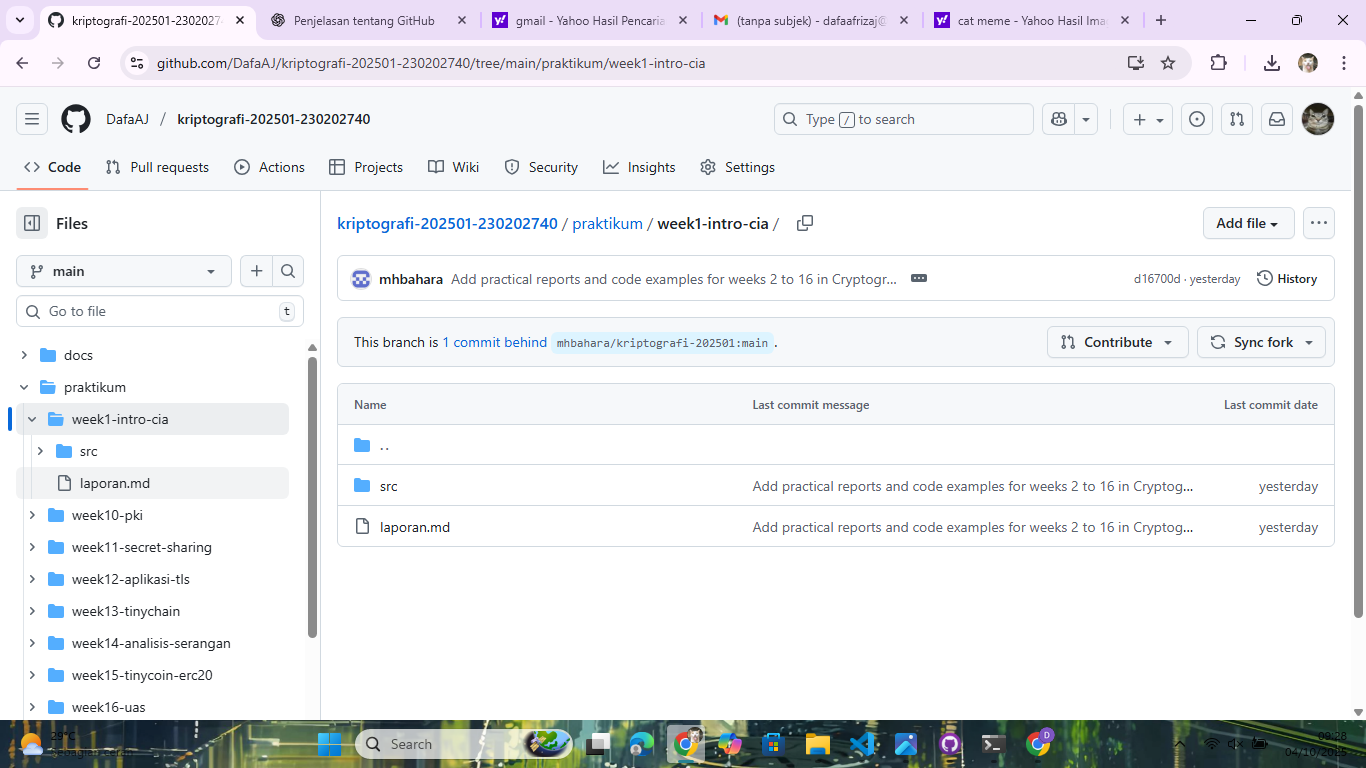 kriptografi-202501-2302027
Penjelasan tentang GitHub
gmail - Yahoo Hasil Pencaria
(tanpa subjek) - dafaafrizaj@
cat meme - Yahoo Hasil Ima
github.com/DafaAJ/kriptografi-202501-230202740/tree/main/praktikum/week1-intro-cia
DafaAJ / kriptografi-202501-230202740
Type / to search
Code
Pull requests
Actions
Projects
Wiki
Security
Insights
Settings
Files
kriptografi-202501-230202740 / praktikum / week1-intro-cia /
Add file
main
mhbahara Add practical reports and code examples for weeks 2 to 16 in Cryptogr...
d16700d · yesterday
History
Go to file
t
This branch is 1 commit behind mhbahara/kriptografi-202501:main .
Contribute
Sync fork
docs
praktikum
week1-intro-cia
src
laporan.md
week10-pki
week11-secret-sharing
week12-aplikasi-tls
week13-tinychain
week14-analisis-serangan
week15-tinycoin-erc20
week16-uas
Name
Last commit message
Last commit date
..
src
Add practical reports and code examples for weeks 2 to 16 in Cryptog...
yesterday
laporan.md
Add practical reports and code examples for weeks 2 to 16 in Cryptog...
yesterday
Search
D
09:28
04/10/2025